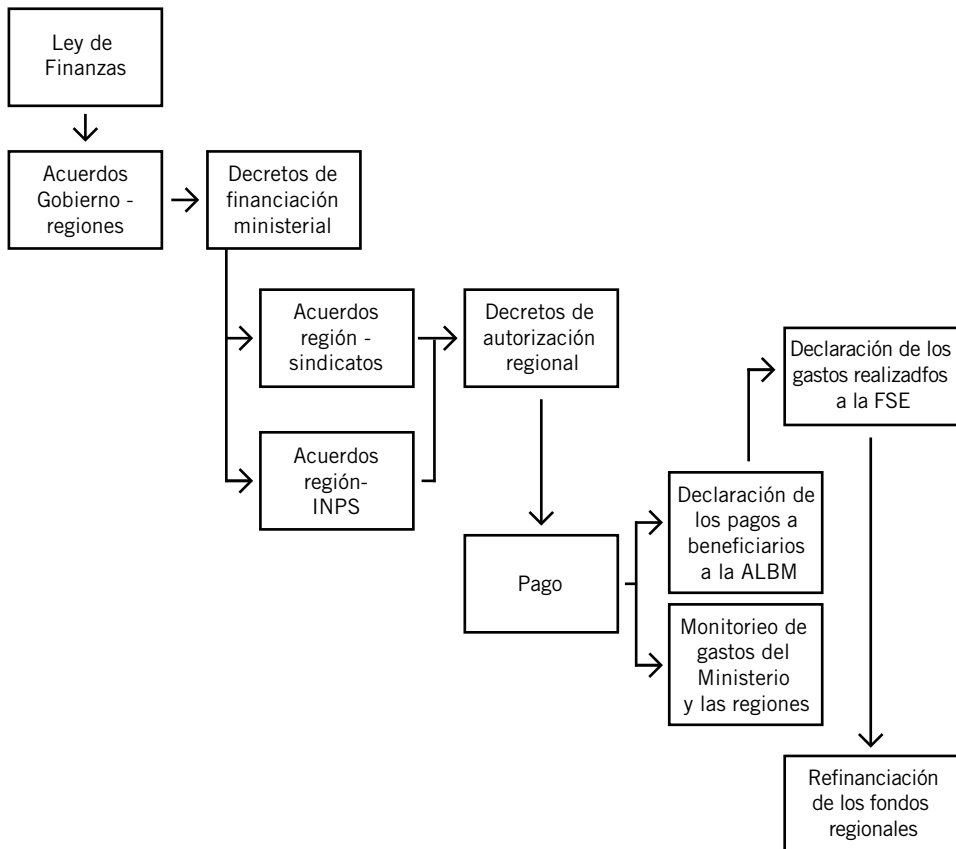 Ley de
Finanzas
Acuerdos
Gobierno -
regiones
Decretos de
financiación
ministerial
Acuerdos
región -
sindicatos
Decretos de
autorización
regional
Declaración de los
gastos realizadfos
a la FSE
Acuerdos
región-
INPS
Declaración de
los pagos a
beneficiarios
a la ALBM
Pago
Monitorieo de
gastos del
Ministerio
y las regiones
Refinanciación
de los fondos
regionales